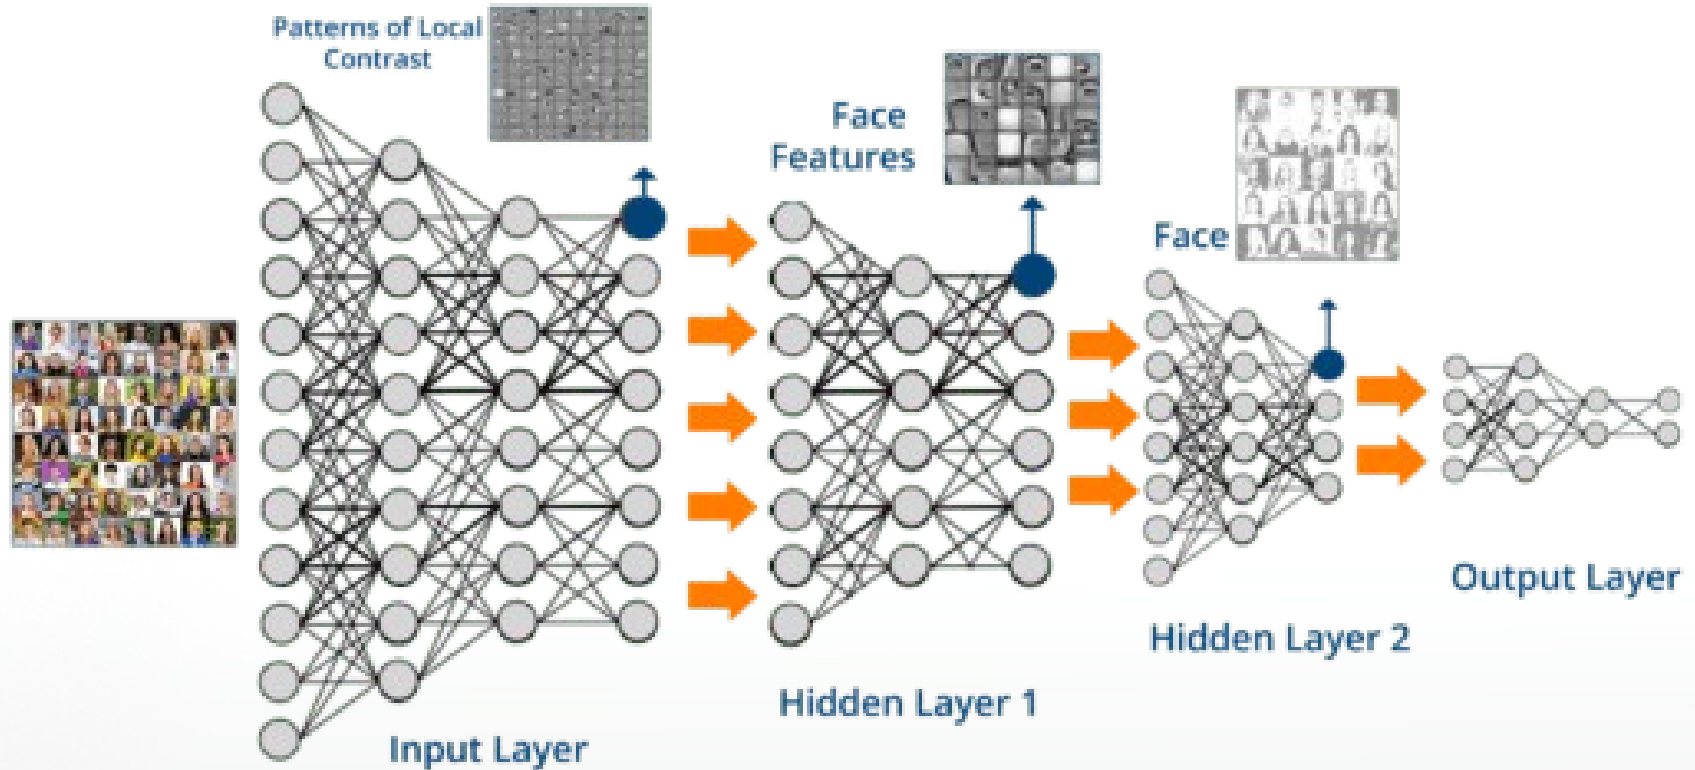 Patterns of Local
Contrast
Face
Features
Face
Input Layer
Hidden Layer 1
Hidden Layer 2
Output Layer